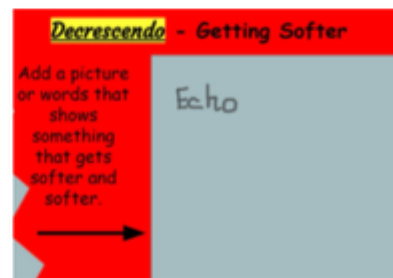 Decrescendo - Getting Softer
Add a picture
or words that
shows
something
that gets
softer and
softer.
Echo